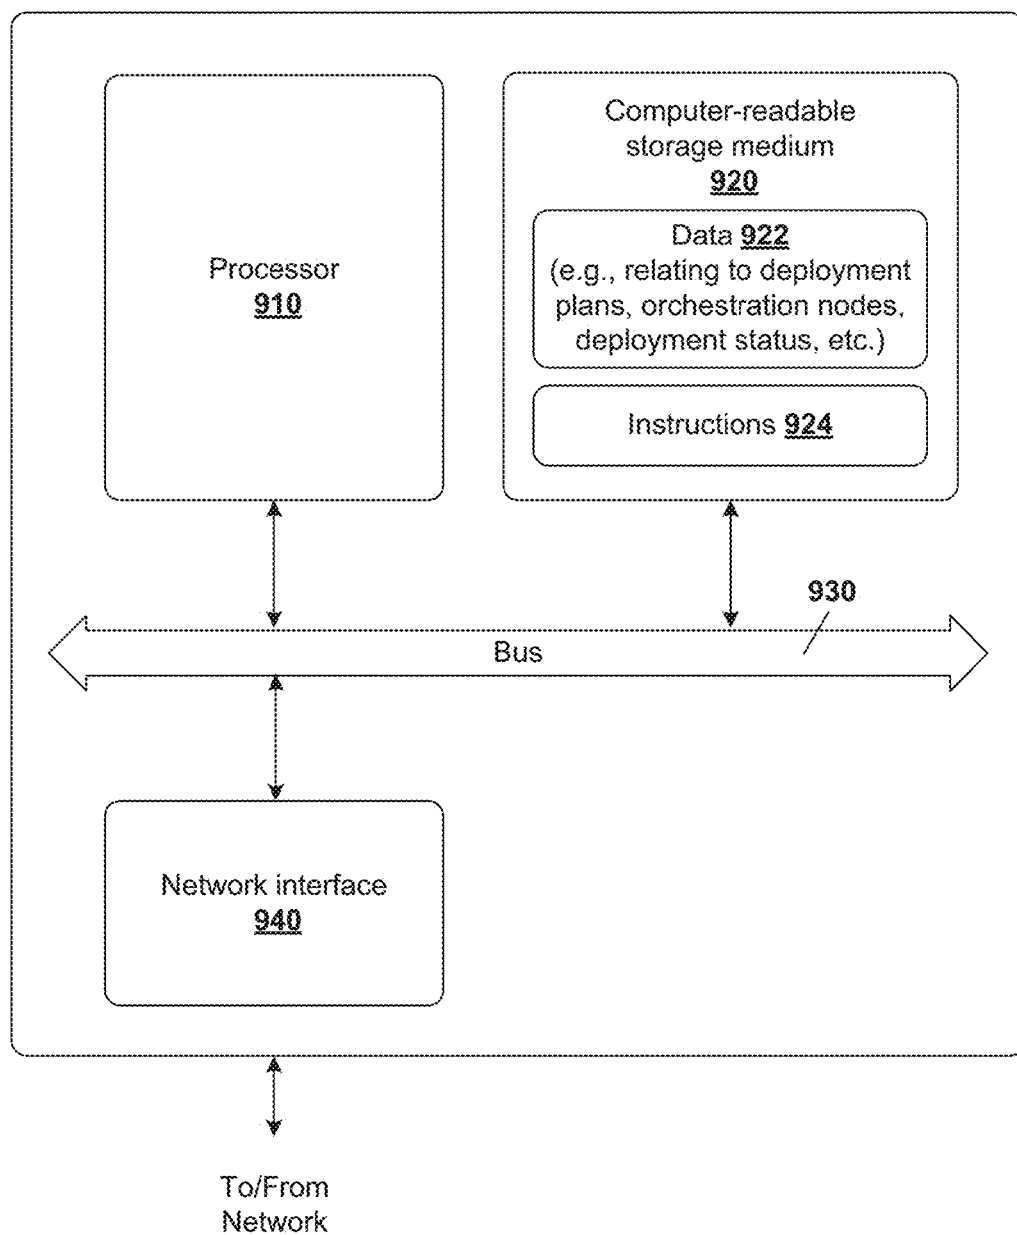 Processor
910
Computer-readable
storage medium
920
Data 922
(e.g., relating to deployment
plans, orchestration nodes,
deployment status, etc.)
Instructions 924
930
Bus
Network interface
940
To/From
Network